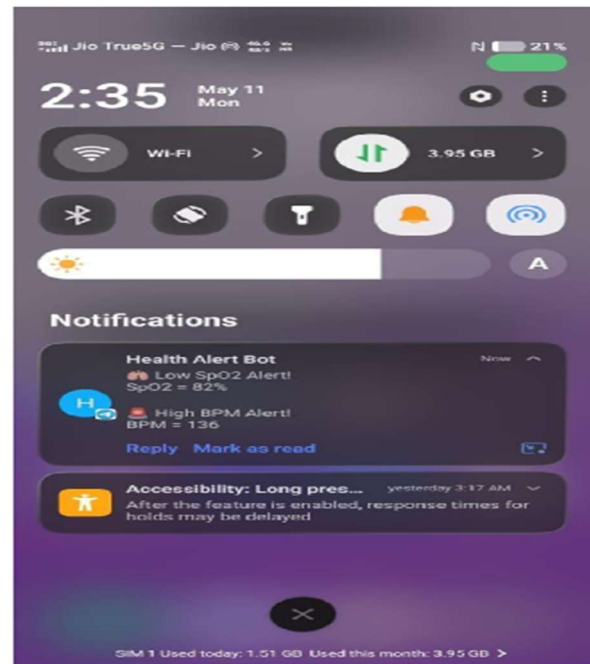 Jio True5G — Jio
21%
2:35
May 11
Mon
Wi-Fi >
3.95 GB >
A
Notifications
Health Alert Bot Now
Low SpO2 Alert!
SpO2 = 82%
H
High BPM Alert!
BPM = 136
Reply Mark as read
Accessibility: Long pres... yesterday 3:17 AM
After the feature is enabled, response times for
holds may be delayed
SIM 1 Used today: 1.51 GB Used this month: 3.95 GB >